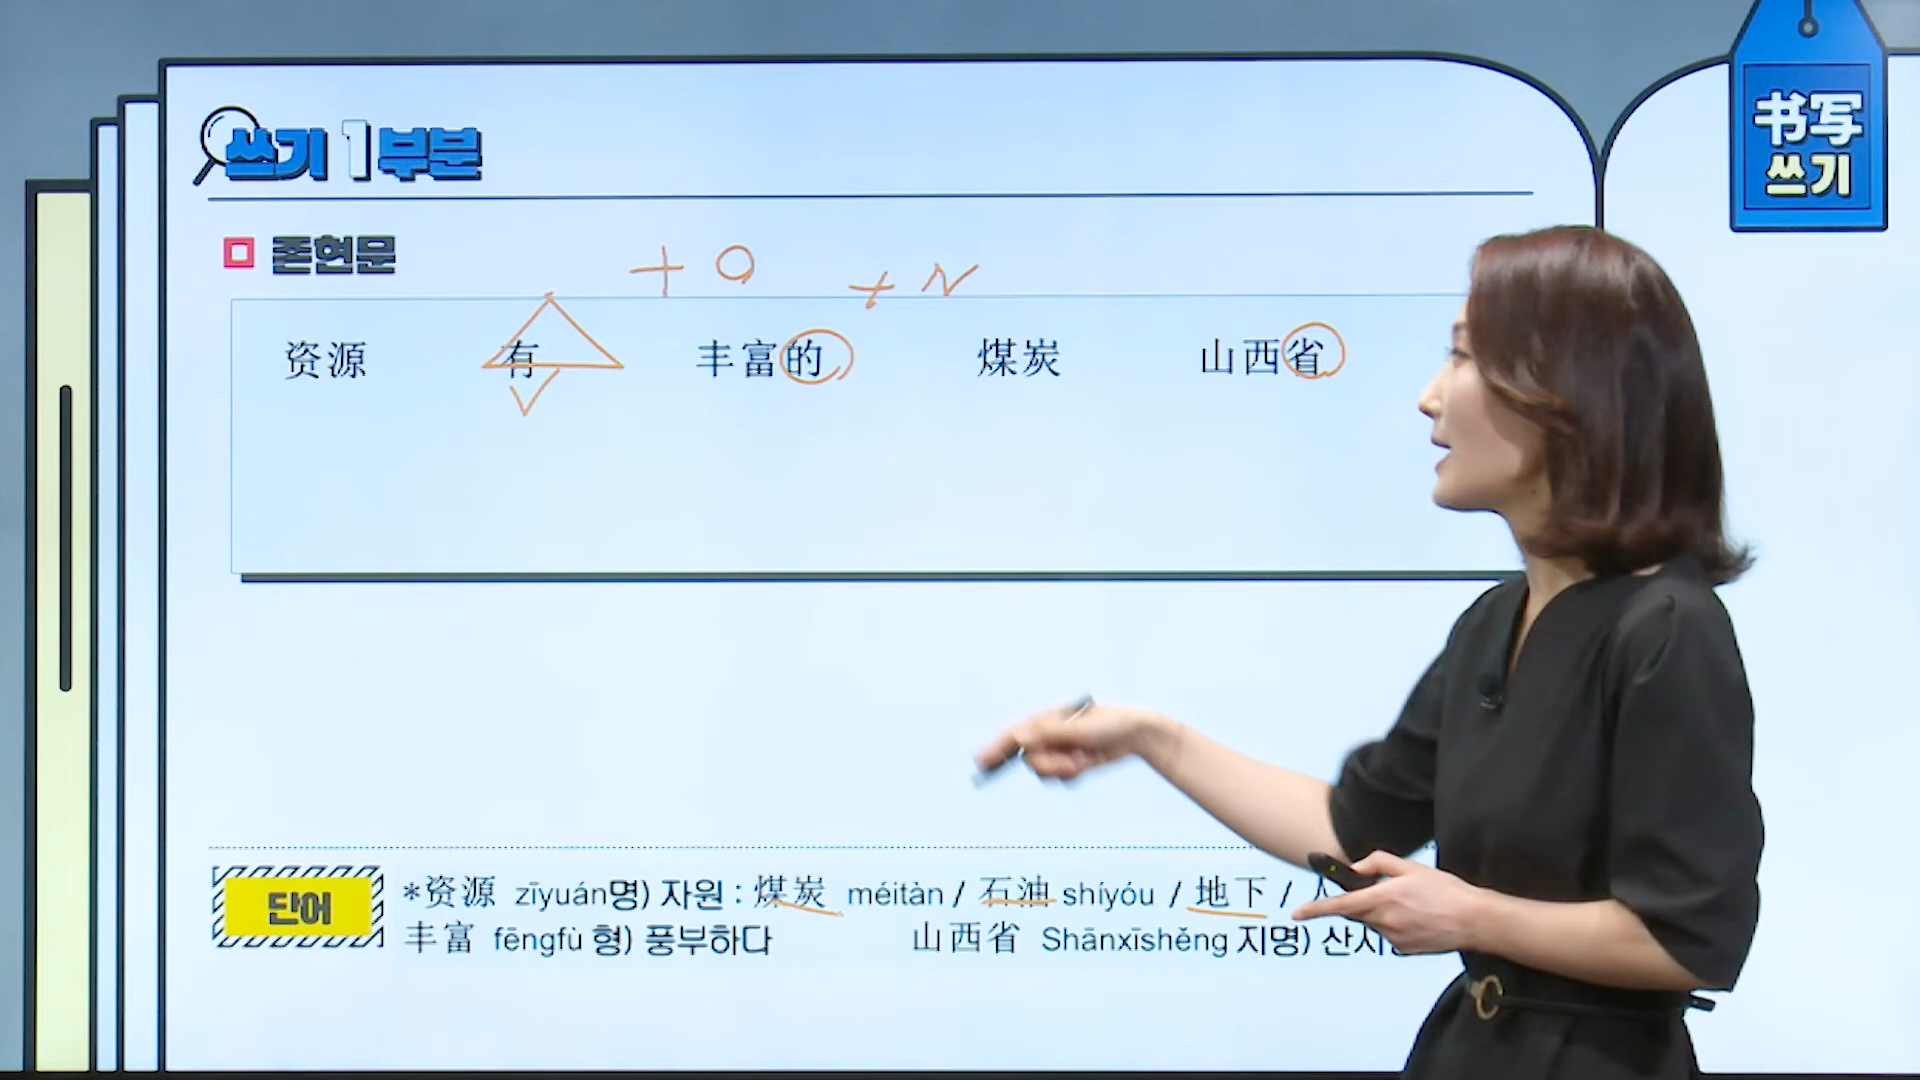 书写
쓰기
쓰기 1 부분
존현문
+ O + N
资源 有 丰富的 煤炭 山西省
V
단어
*资源 zīyuán명) 자원 : 煤炭 méitàn / 石油 shíyóu / 地下 / 人
丰富 fēngfù 형) 풍부하다 山西省 Shānxīshěng 지명) 산시